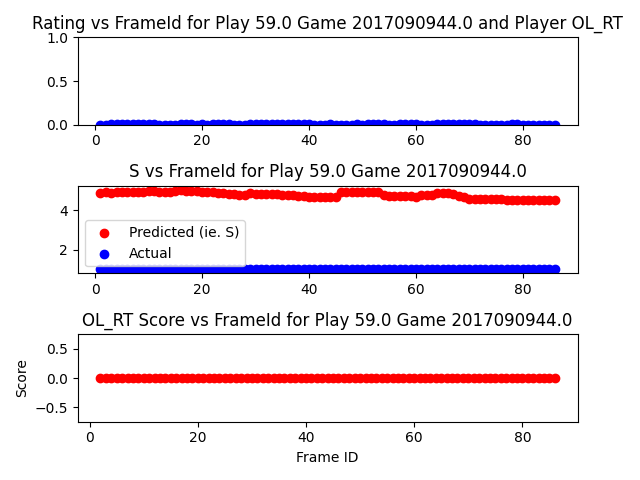 Rating vs FrameId for Play 59.0 Game 2017090944.0 and Player OL_RT
1.0
0.5
0.0
0 20 40 60 80
S vs FrameId for Play 59.0 Game 2017090944.0
4
2
Predicted (ie. S)
Actual
0 20 40 60 80
OL_RT Score vs FrameId for Play 59.0 Game 2017090944.0
Score
0.5
0.0
−0.5
0 20 40 60 80
Frame ID